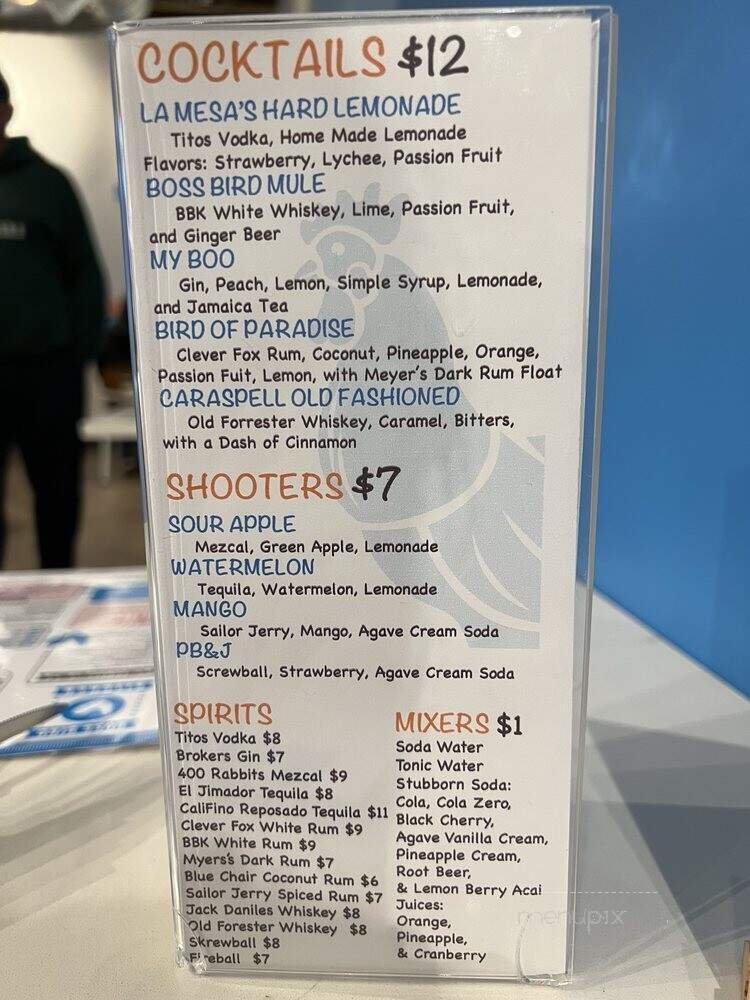 COCKTAILS $12
LA MESA'S HARD LEMONADE
Titos Vodka, Home Made Lemonade
Flavors: Strawberry, Lychee, Passion Fruit
BOSS BIRD MULE
BBK White Whiskey, Lime, Passion Fruit,
and Ginger Beer
MY BOO
Gin, Peach, Lemon, Simple Syrup, Lemonade,
and Jamaica Tea
BIRD OF PARADISE
Clever Fox Rum, Coconut, Pineapple, Orange,
Passion Fuit, Lemon, with Meyer's Dark Rum Float
CARASPELL OLD FASHIONED
Old Forrester Whiskey, Caramel, Bitters,
with a Dash of Cinnamon
SHOOTERS $7
SOUR APPLE
Mezcal, Green Apple, Lemonade
WATERMELON
Tequila, Watermelon, Lemonade
MANGO
Sailor Jerry, Mango, Agave Cream Soda
PB&J
Screwball, Strawberry, Agave Cream Soda
SPIRITS
Titos Vodka $8
Brokers Gin $7
400 Rabbits Mezcal $9
El Jimador Tequila $8
CaliFino Reposado Tequila $11
Clever Fox White Rum $9
BBK White Rum $9
Myers's Dark Rum $7
Blue Chair Coconut Rum $6
Sailor Jerry Spiced Rum $7
Jack Daniles Whiskey $8
Old Forester Whiskey $8
Skrewball $8
Fireball $7
MIXERS $1
Soda Water
Tonic Water
Stubborn Soda:
Cola, Cola Zero,
Black Cherry,
Agave Vanilla Cream,
Pineapple Cream,
Root Beer,
& Lemon Berry Acai
Juices:
Orange,
Pineapple,
& Cranberry
menupix